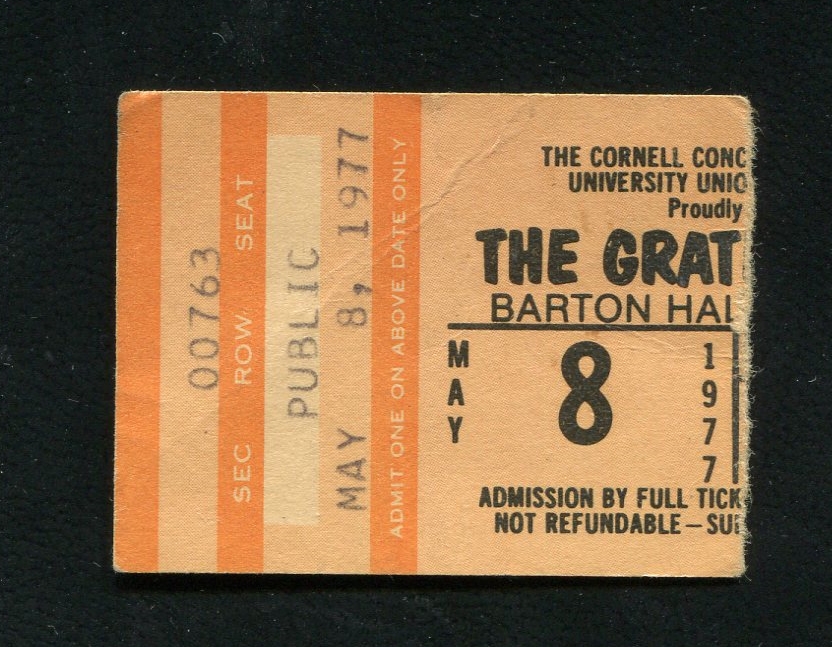 00763
SEC ROW SEAT
PUBLIC
MAY 8, 1977
ADMIT ONE ON ABOVE DATE ONLY
THE CORNELL CONC
UNIVERSITY UNIO
Proudly
THE GRAT
BARTON HAL
MAY 8 1977
ADMISSION BY FULL TICK
NOT REFUNDABLE – SU